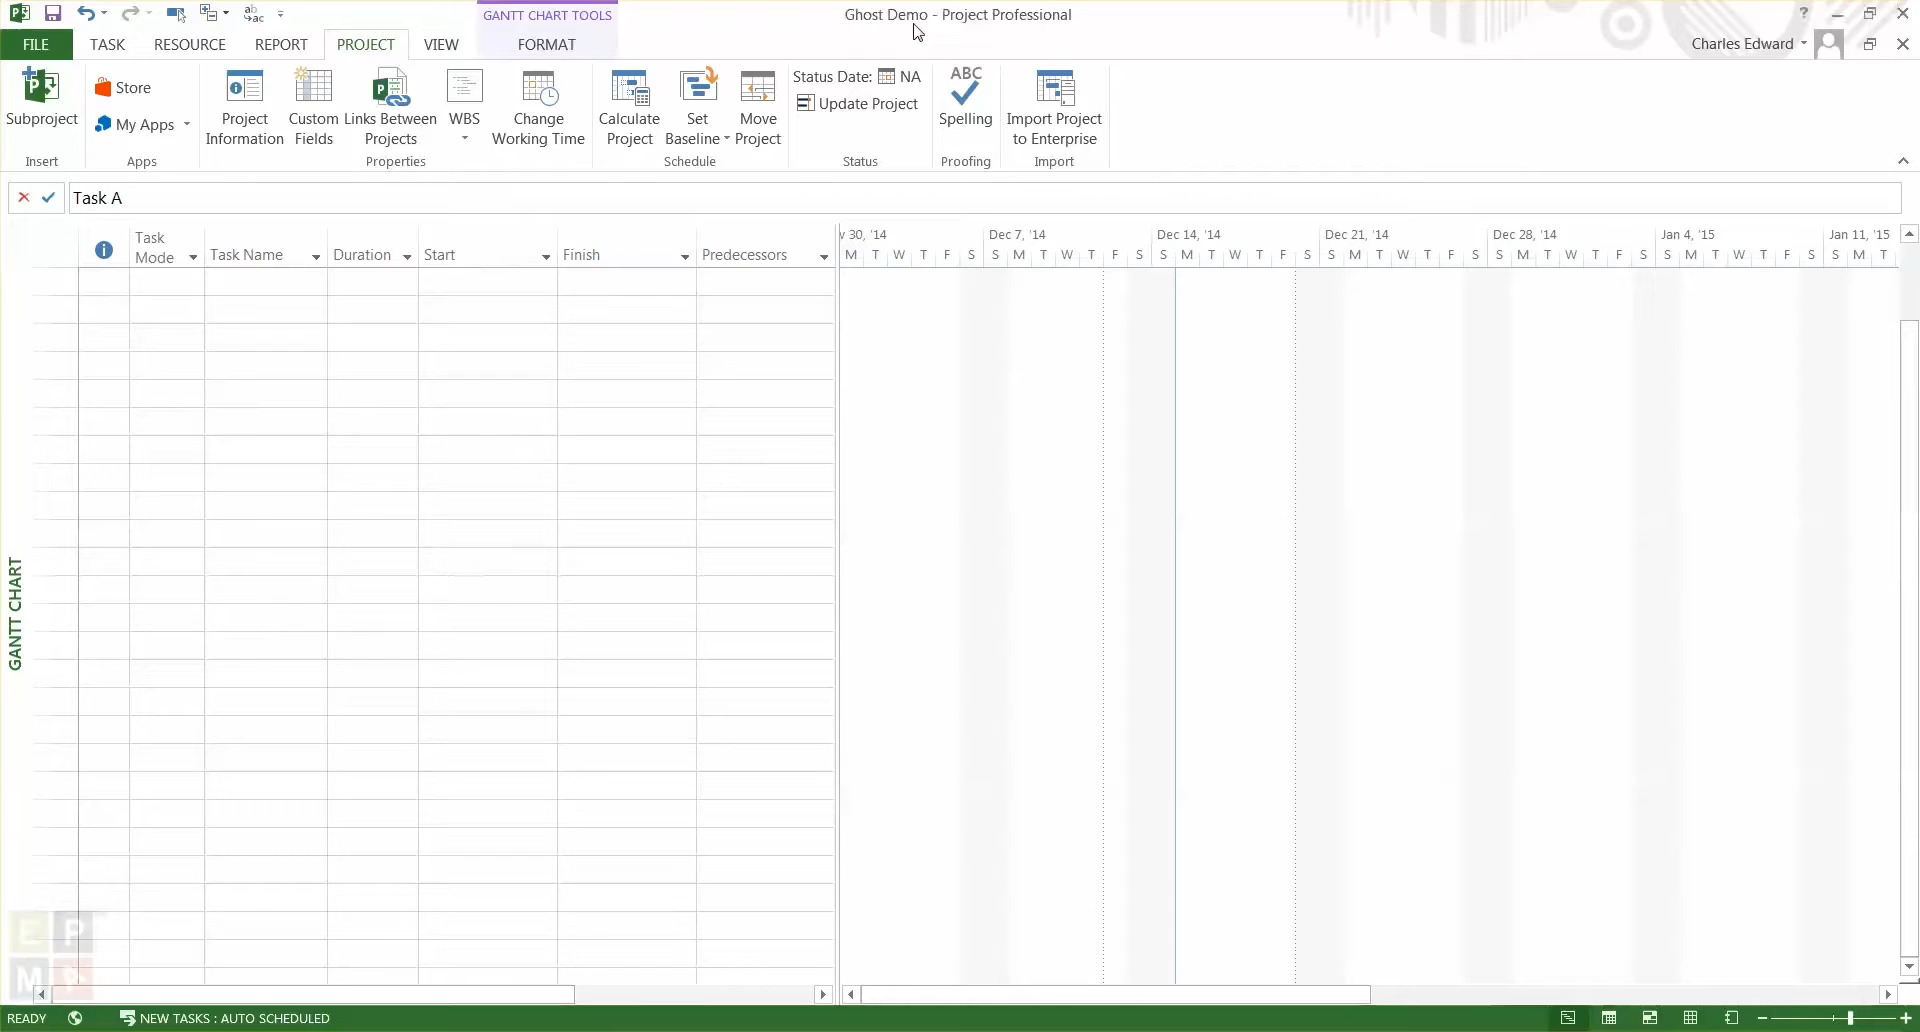 GANTT CHART TOOLS
Ghost Demo - Project Professional
?
FILE TASK RESOURCE REPORT PROJECT VIEW FORMAT
Charles Edward
Subproject
Insert
Store
My Apps
Apps
Project Information
Custom Fields
Links Between Projects
WBS
Change Working Time
Properties
Calculate Project
Set Baseline
Move Project
Schedule
Status Date: NA
Update Project
Status
ABC
Spelling
Proofing
Import Project to Enterprise
Import
Task A
Task Mode Task Name Duration Start Finish Predecessors
v 30, '14 Dec 7, '14 Dec 14, '14 Dec 21, '14 Dec 28, '14 Jan 4, '15 Jan 11, '15
M T W T F S S M T W T F S S M T W T F S S M T W T F S S M T W T F S S M T W T F S S M T
GANTT CHART
E P
M
READY NEW TASKS : AUTO SCHEDULED